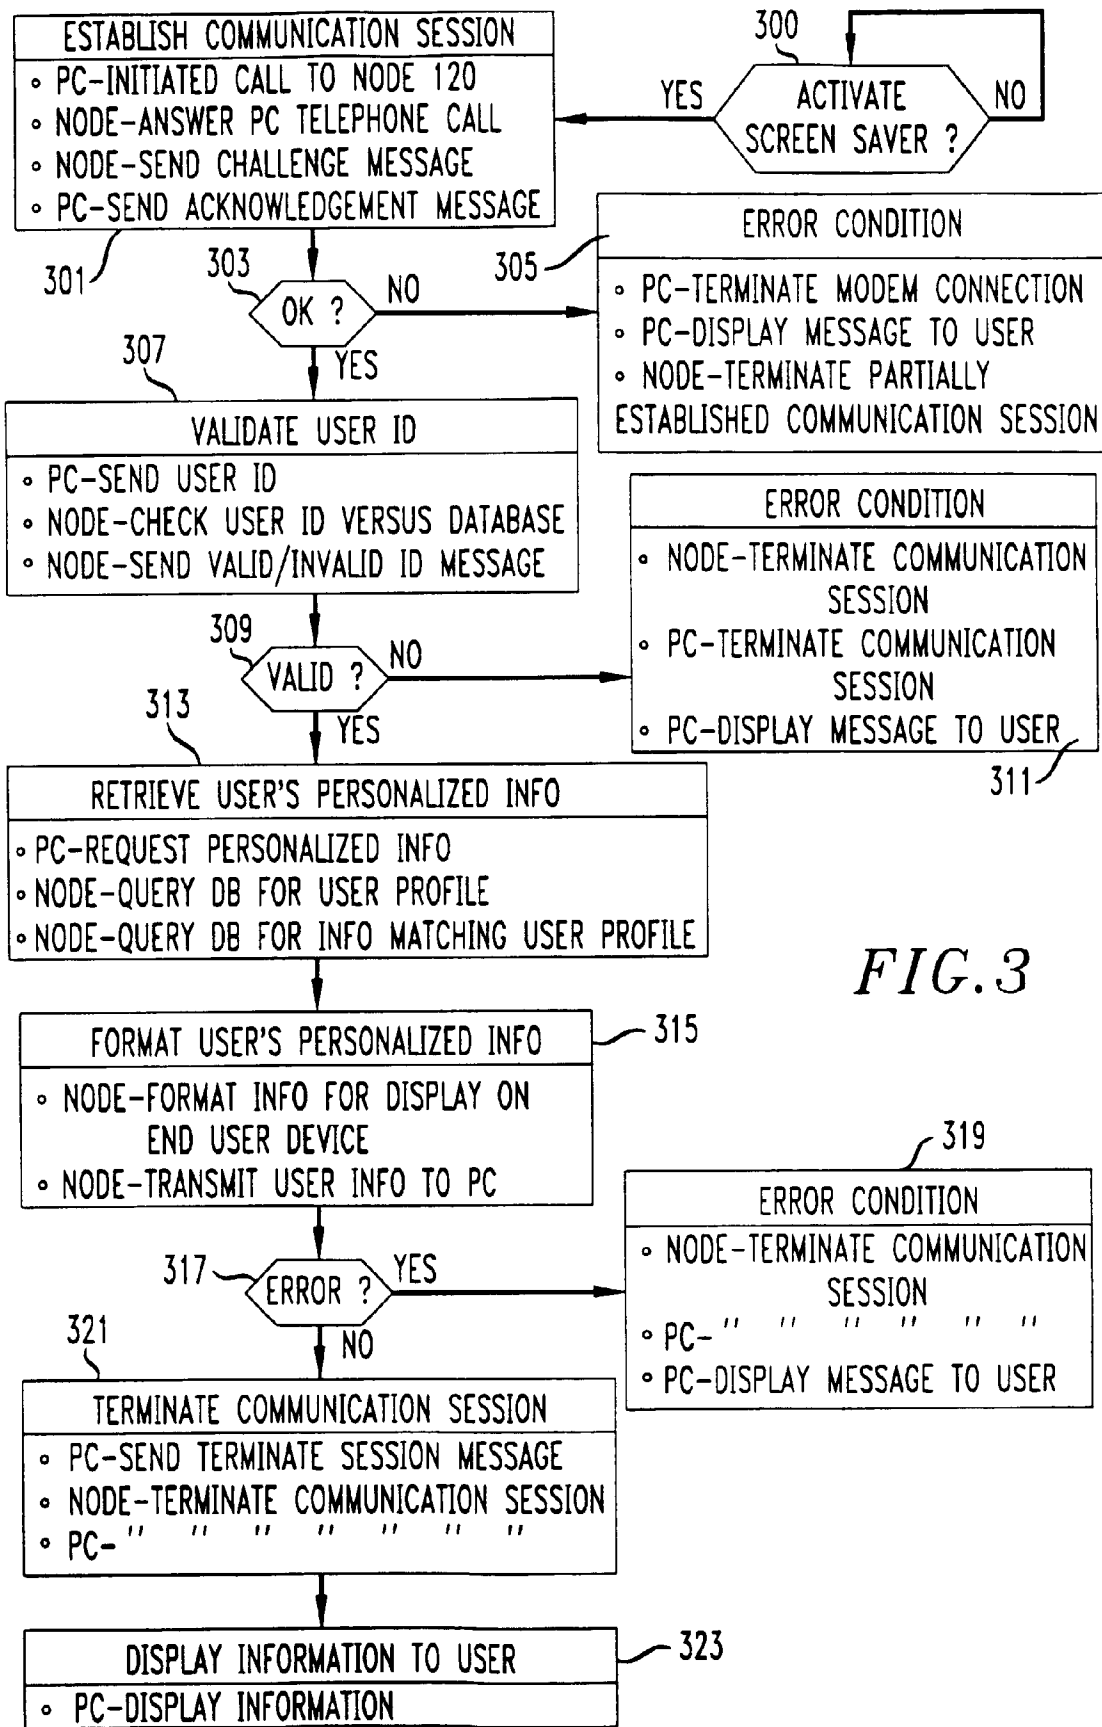 ESTABLISH COMMUNICATION SESSION
∘ PC-INITIATED CALL TO NODE 120
∘ NODE-ANSWER PC TELEPHONE CALL
∘ NODE-SEND CHALLENGE MESSAGE
∘ PC-SEND ACKNOWLEDGEMENT MESSAGE
301
300
ACTIVATE
SCREEN SAVER ?
YES
NO
303
OK ?
NO
YES
305
ERROR CONDITION
∘ PC-TERMINATE MODEM CONNECTION
∘ PC-DISPLAY MESSAGE TO USER
∘ NODE-TERMINATE PARTIALLY
ESTABLISHED COMMUNICATION SESSION
307
VALIDATE USER ID
∘ PC-SEND USER ID
∘ NODE-CHECK USER ID VERSUS DATABASE
∘ NODE-SEND VALID/INVALID ID MESSAGE
309
VALID ?
NO
YES
ERROR CONDITION
∘ NODE-TERMINATE COMMUNICATION
SESSION
∘ PC-TERMINATE COMMUNICATION
SESSION
∘ PC-DISPLAY MESSAGE TO USER
311
313
RETRIEVE USER'S PERSONALIZED INFO
∘ PC-REQUEST PERSONALIZED INFO
∘ NODE-QUERY DB FOR USER PROFILE
∘ NODE-QUERY DB FOR INFO MATCHING USER PROFILE
FIG.3
315
FORMAT USER'S PERSONALIZED INFO
∘ NODE-FORMAT INFO FOR DISPLAY ON
END USER DEVICE
∘ NODE-TRANSMIT USER INFO TO PC
317
ERROR ?
YES
NO
319
ERROR CONDITION
∘ NODE-TERMINATE COMMUNICATION
SESSION
∘ PC- " " " " " "
∘ PC-DISPLAY MESSAGE TO USER
321
TERMINATE COMMUNICATION SESSION
∘ PC-SEND TERMINATE SESSION MESSAGE
∘ NODE-TERMINATE COMMUNICATION SESSION
∘ PC- " " " " " " "
323
DISPLAY INFORMATION TO USER
∘ PC-DISPLAY INFORMATION